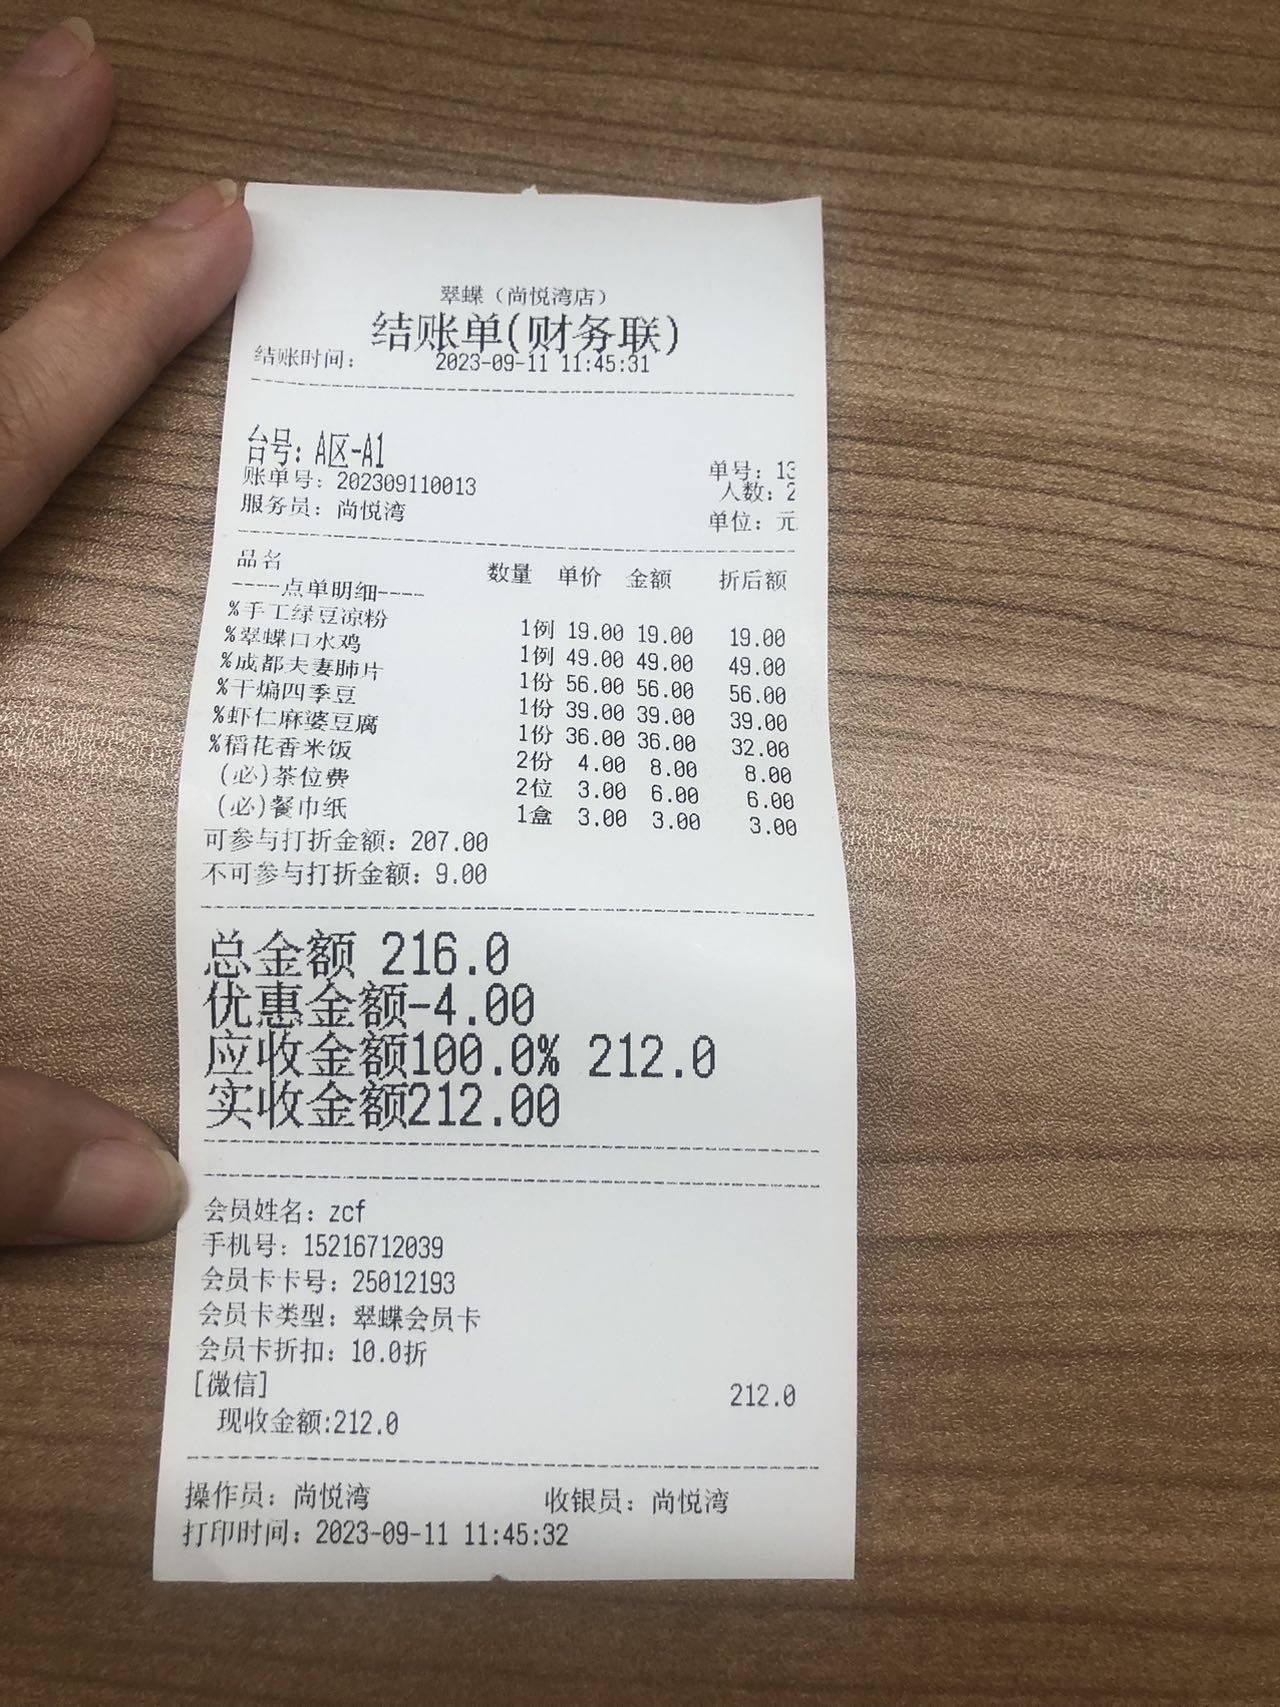 翠蝶（尚悦湾店）
结账单(财务联)
结账时间： 2023-09-11 11:45:31
台号：A区-A1
单号：13
账单号：202309110013
人数：2
服务员：尚悦湾
单位：元
品名 数量 单价 金额 折后额
----点单明细----
%手工绿豆凉粉 1例 19.00 19.00 19.00
%翠蝶口水鸡 1例 49.00 49.00 49.00
%成都夫妻肺片 1份 56.00 56.00 56.00
%干煸四季豆 1份 39.00 39.00 39.00
%虾仁麻婆豆腐 1份 36.00 36.00 32.00
%稻花香米饭 2份 4.00 8.00 8.00
(必)茶位费 2位 3.00 6.00 6.00
(必)餐巾纸 1盒 3.00 3.00 3.00
可参与打折金额：207.00
不可参与打折金额：9.00
总金额 216.0
优惠金额-4.00
应收金额100.0% 212.0
实收金额212.00
会员姓名：zcf
手机号：15216712039
会员卡卡号：25012193
会员卡类型：翠蝶会员卡
会员卡折扣：10.0折
[微信] 212.0
现收金额:212.0
操作员：尚悦湾 收银员：尚悦湾
打印时间：2023-09-11 11:45:32